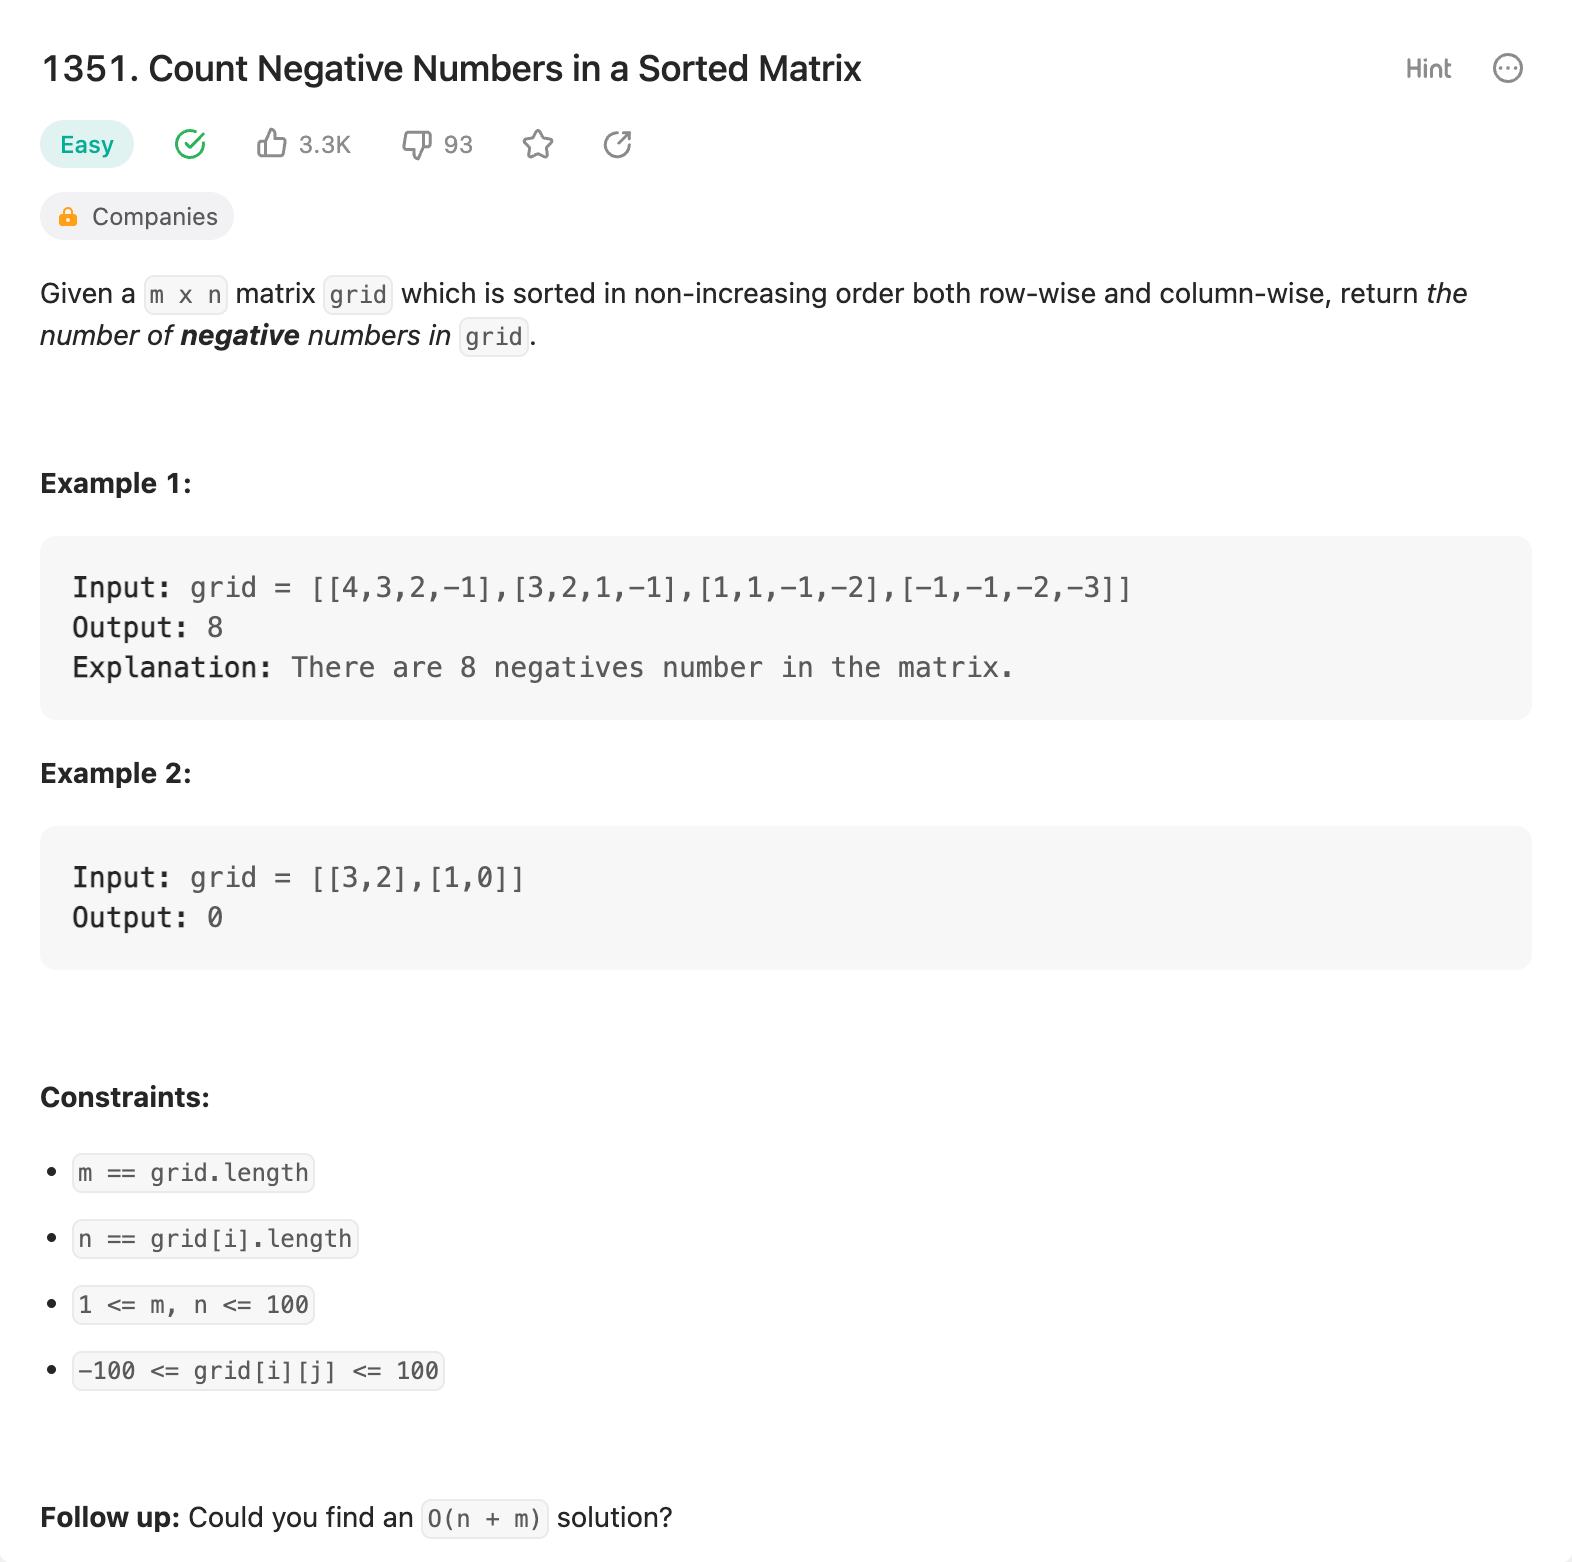 1351. Count Negative Numbers in a Sorted Matrix
Hint
Easy
3.3K
93
Companies
Given a m x n matrix grid which is sorted in non-increasing order both row-wise and column-wise, return the
number of negative numbers in grid.
Example 1:
Input: grid = [[4,3,2,-1],[3,2,1,-1],[1,1,-1,-2],[-1,-1,-2,-3]]
Output: 8
Explanation: There are 8 negatives number in the matrix.
Example 2:
Input: grid = [[3,2],[1,0]]
Output: 0
Constraints:
• m == grid.length
• n == grid[i].length
• 1 <= m, n <= 100
• -100 <= grid[i][j] <= 100
Follow up: Could you find an O(n + m) solution?